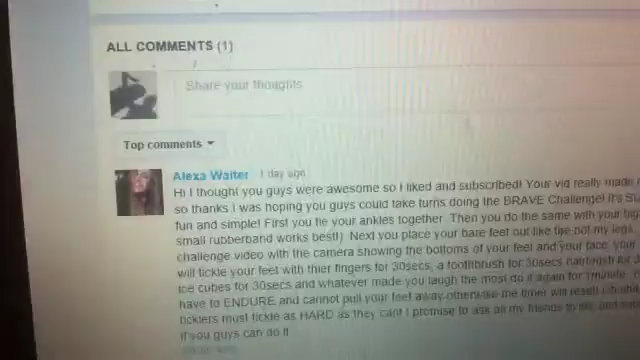 ALL COMMENTS (1)
Share your thoughts
Top comments
Alexa Walter 1 day ago
Hi I thought you guys were awesome so I liked and subscribed! Your vid really made
so thanks I was hoping you guys could take turns doing the BRAVE Challenge! It's
fun and simple! First you tie your ankles together. Then you do the same with your big
small rubberband works best!) Next you place your bare feet out like the hot my legs
challenge video with the camera showing the bottoms of your feet and your face your
will tickle your feet with thier fingers for 30secs, a toothbrush for 30secs hairbrush for
ice cubes for 30secs and whatever made you laugh the most do it again for 1minute
have to ENDURE and cannot pull your feet away otherwise the timer will reset
ticklers must tickle as HARD as they can! I promise to ask all my friends to
if you guys can do it